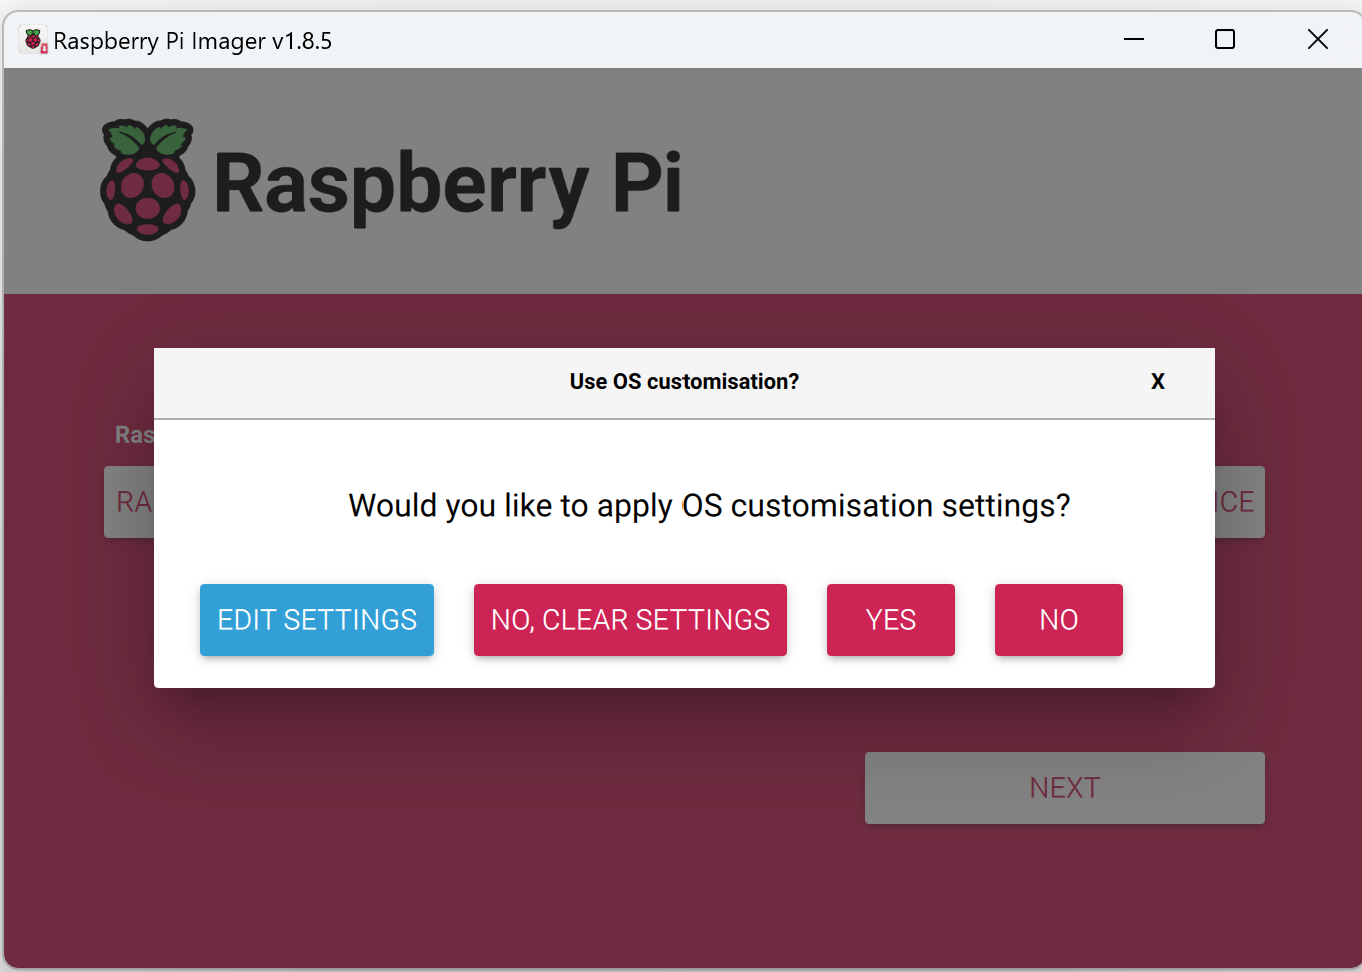 Raspberry Pi Imager v1.8.5
Raspberry Pi
Use OS customisation? X
Ras
RA ICE
Would you like to apply OS customisation settings?
EDIT SETTINGS NO, CLEAR SETTINGS YES NO
NEXT